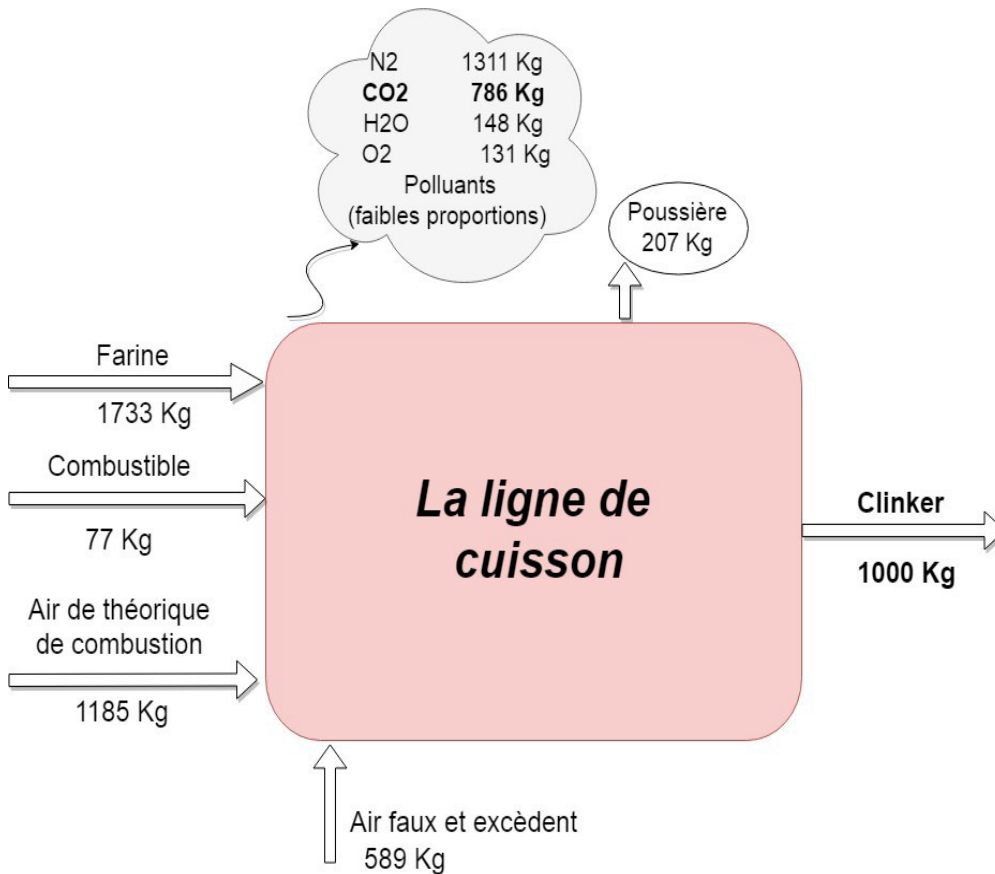 N2 1311 Kg
CO2 786 Kg
H2O 148 Kg
O2 131 Kg
Polluants
(faibles proportions)
Poussière
207 Kg
Farine
1733 Kg
Combustible
77 Kg
Air de théorique
de combustion
1185 Kg
La ligne de
cuisson
Clinker
1000 Kg
Air faux et excèdent
589 Kg